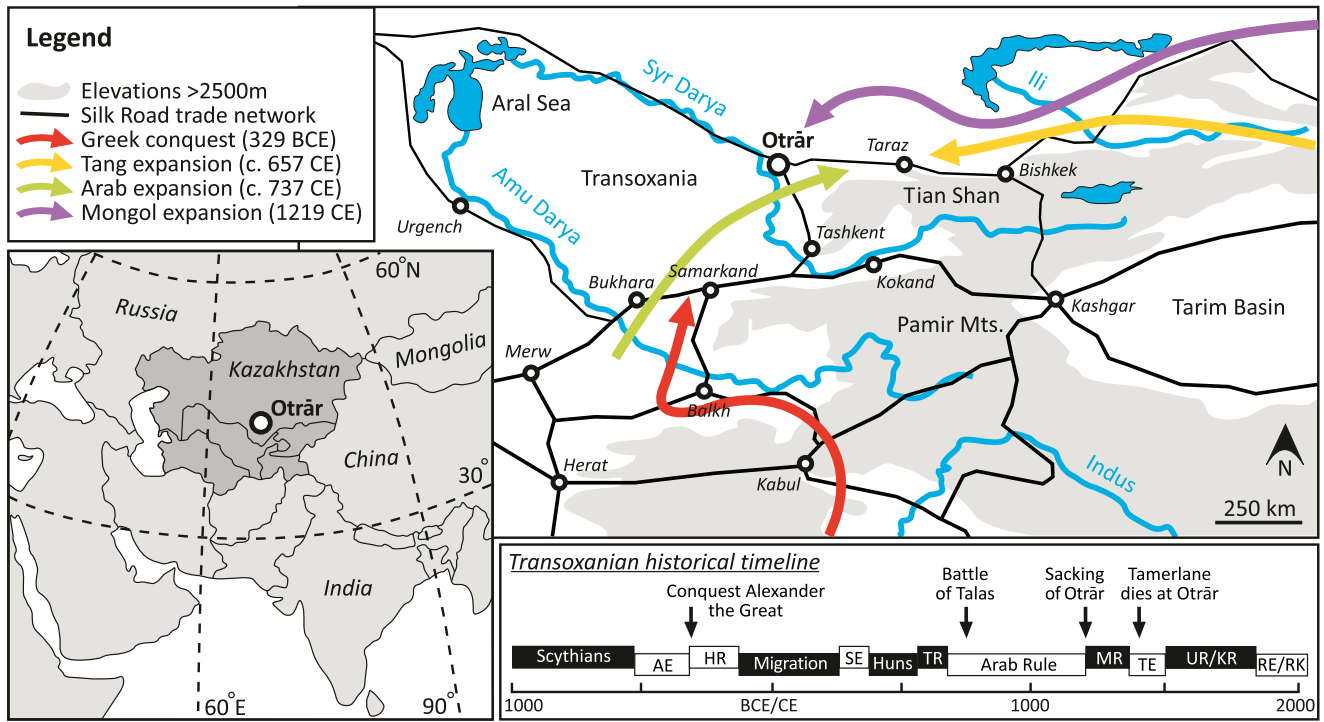 Legend
Elevations >2500m
Silk Road trade network
Greek conquest (329 BCE)
Tang expansion (c. 657 CE)
Arab expansion (c. 737 CE)
Mongol expansion (1219 CE)
Aral Sea
Syr Darya
Ili
Otrār
Taraz
Bishkek
Transoxania
Tian Shan
Amu Darya
Urgench
Tashkent
Bukhara
Samarkand
Kokand
Kashgar
Tarim Basin
Pamir Mts.
Merw
Balkh
Herat
Kabul
Indus
N
250 km
60°N
Russia
Mongolia
Kazakhstan
Otrār
China
30°
India
60°E
90°
Transoxanian historical timeline
Conquest Alexander
the Great
Battle
of Talas
Sacking
of Otrār
Tamerlane
dies at Otrār
Scythians
AE
HR
Migration
SE
Huns
TR
Arab Rule
MR
TE
UR/KR
RE/RK
1000
BCE/CE
1000
2000